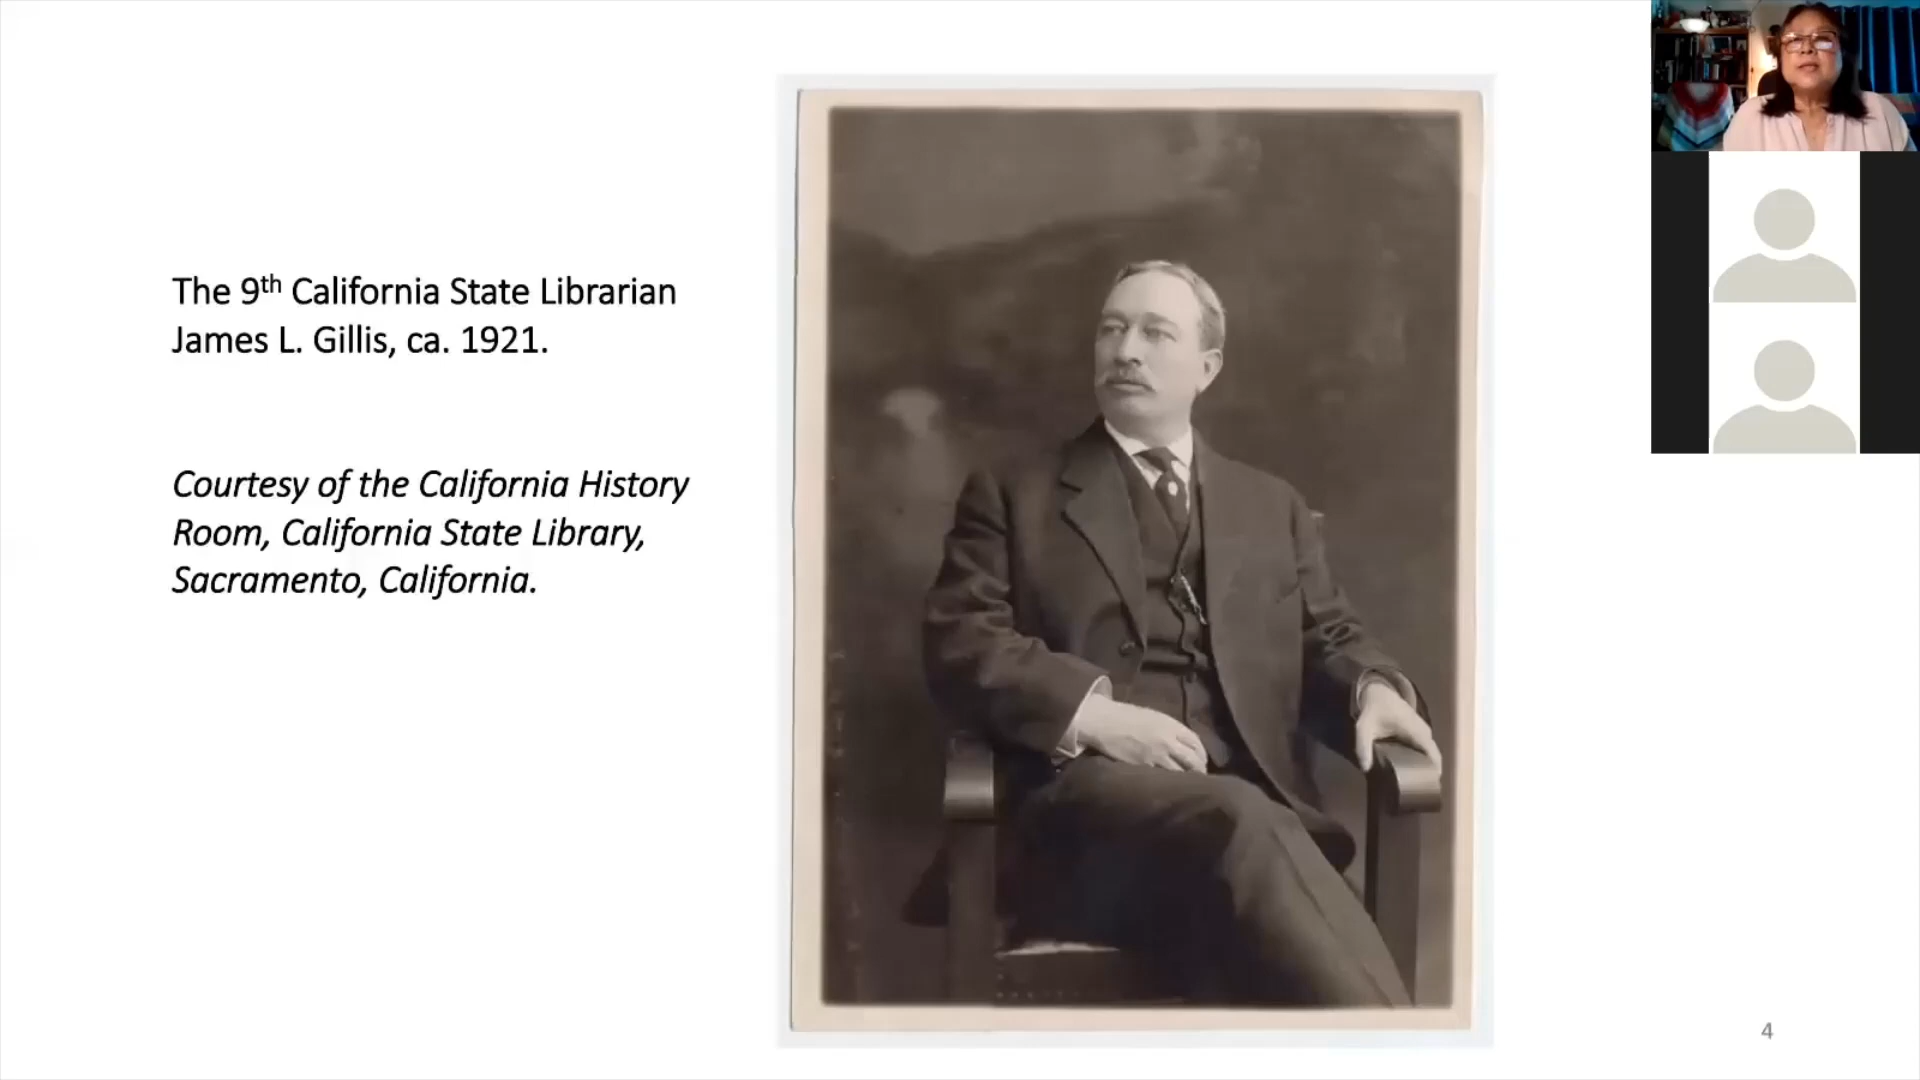 The 9th California State Librarian
James L. Gillis, ca. 1921.
Courtesy of the California History
Room, California State Library,
Sacramento, California.
4